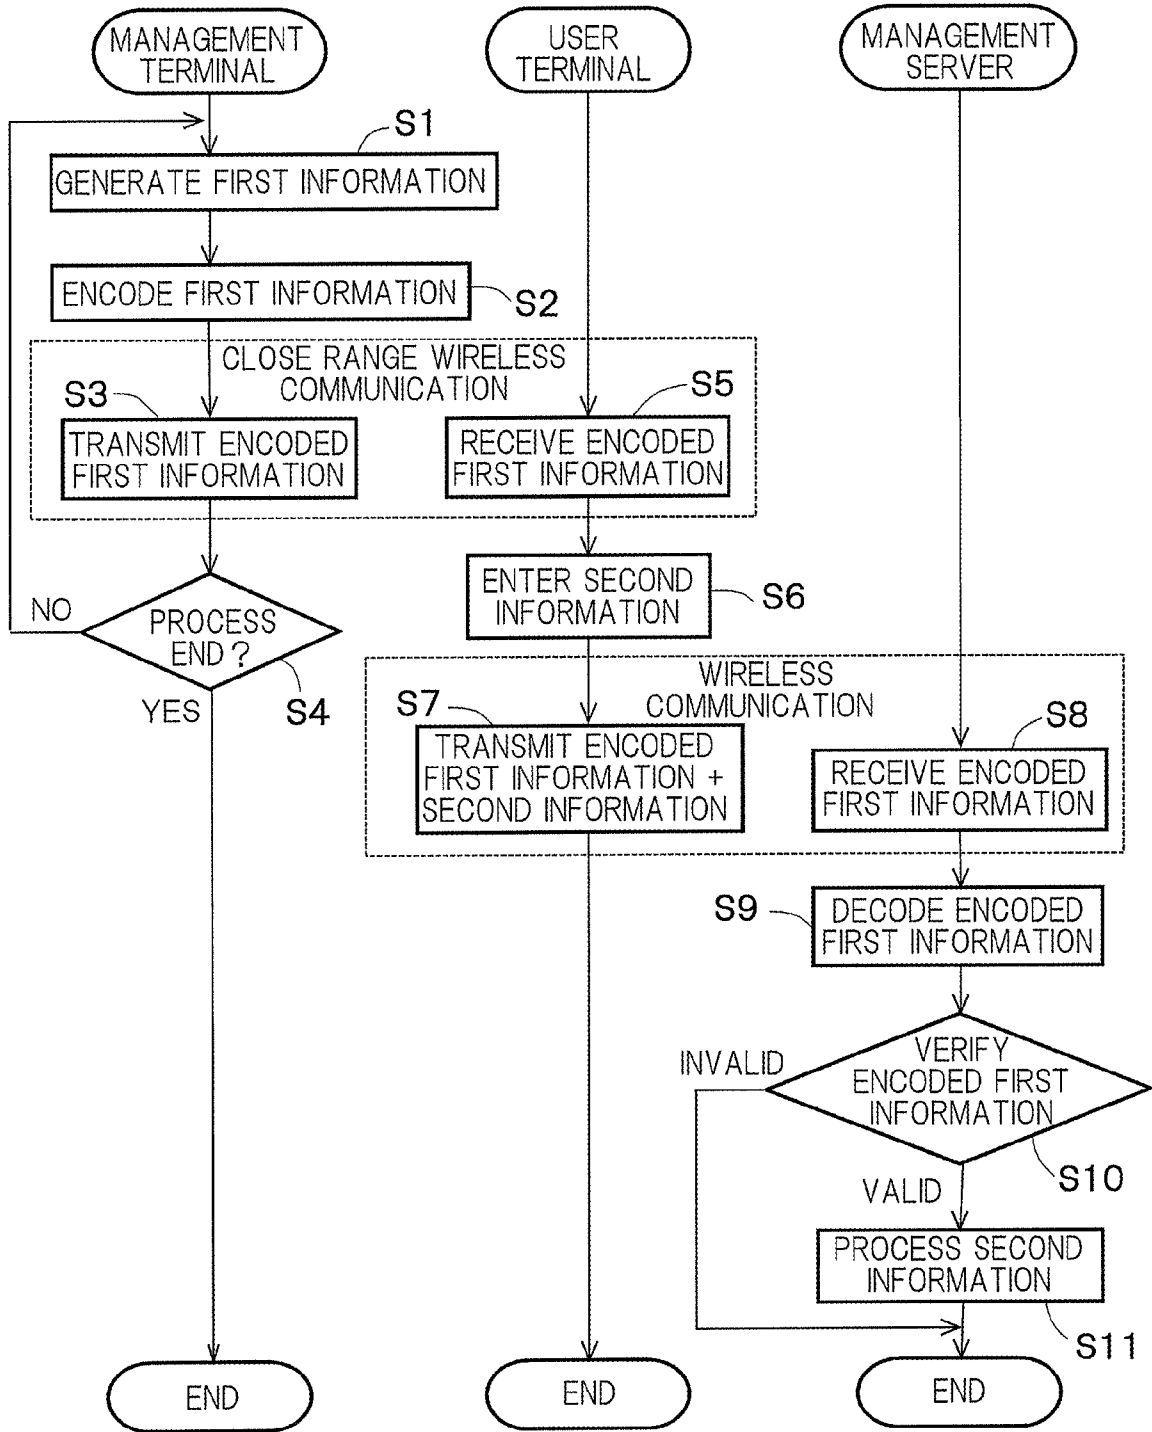 MANAGEMENT
TERMINAL
USER
TERMINAL
MANAGEMENT
SERVER
S1
GENERATE FIRST INFORMATION
ENCODE FIRST INFORMATION
S2
CLOSE RANGE WIRELESS
COMMUNICATION
S3
S5
TRANSMIT ENCODED
FIRST INFORMATION
RECEIVE ENCODED
FIRST INFORMATION
ENTER SECOND
INFORMATION
S6
NO
PROCESS
END?
S4
YES
WIRELESS
COMMUNICATION
S7
S8
TRANSMIT ENCODED
FIRST INFORMATION +
SECOND INFORMATION
RECEIVE ENCODED
FIRST INFORMATION
S9
DECODE ENCODED
FIRST INFORMATION
INVALID
VERIFY
ENCODED FIRST
INFORMATION
S10
VALID
PROCESS SECOND
INFORMATION
S11
END
END
END